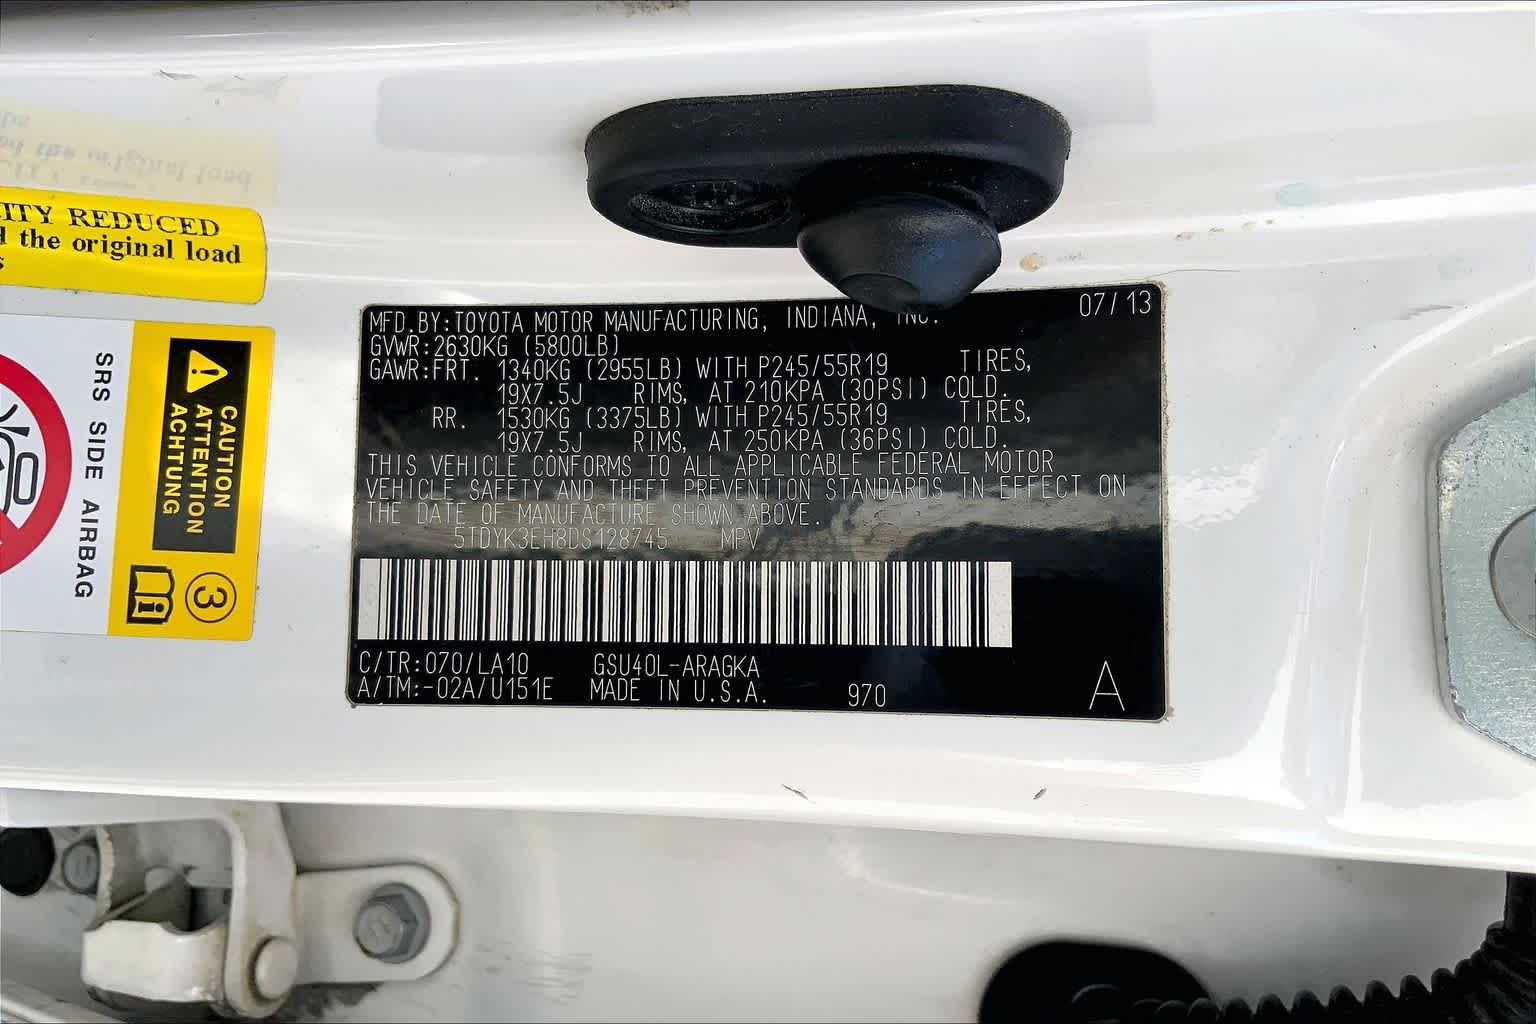 ITY REDUCED
d the original load
s
SRS SIDE AIRBAG
CAUTION
ATTENTION
ACHTUNG
3
i
07/13
MFD.BY:TOYOTA MOTOR MANUFACTURING, INDIANA, INC.
GVWR:2630KG (5800LB)
GAWR:FRT. 1340KG (2955LB) WITH P245/55R19 TIRES,
19X7.5J RIMS, AT 210KPA (30PSI) COLD.
RR. 1530KG (3375LB) WITH P245/55R19 TIRES,
19X7.5J RIMS, AT 250KPA (36PSI) COLD.
THIS VEHICLE CONFORMS TO ALL APPLICABLE FEDERAL MOTOR
VEHICLE SAFETY AND THEFT PREVENTION STANDARDS IN EFFECT ON
THE DATE OF MANUFACTURE SHOWN ABOVE.
5TDYK3EH8DS128745 MPV
C/TR:070/LA10 GSU40L-ARAGKA
A/TM:-02A/U151E MADE IN U.S.A. 970
A